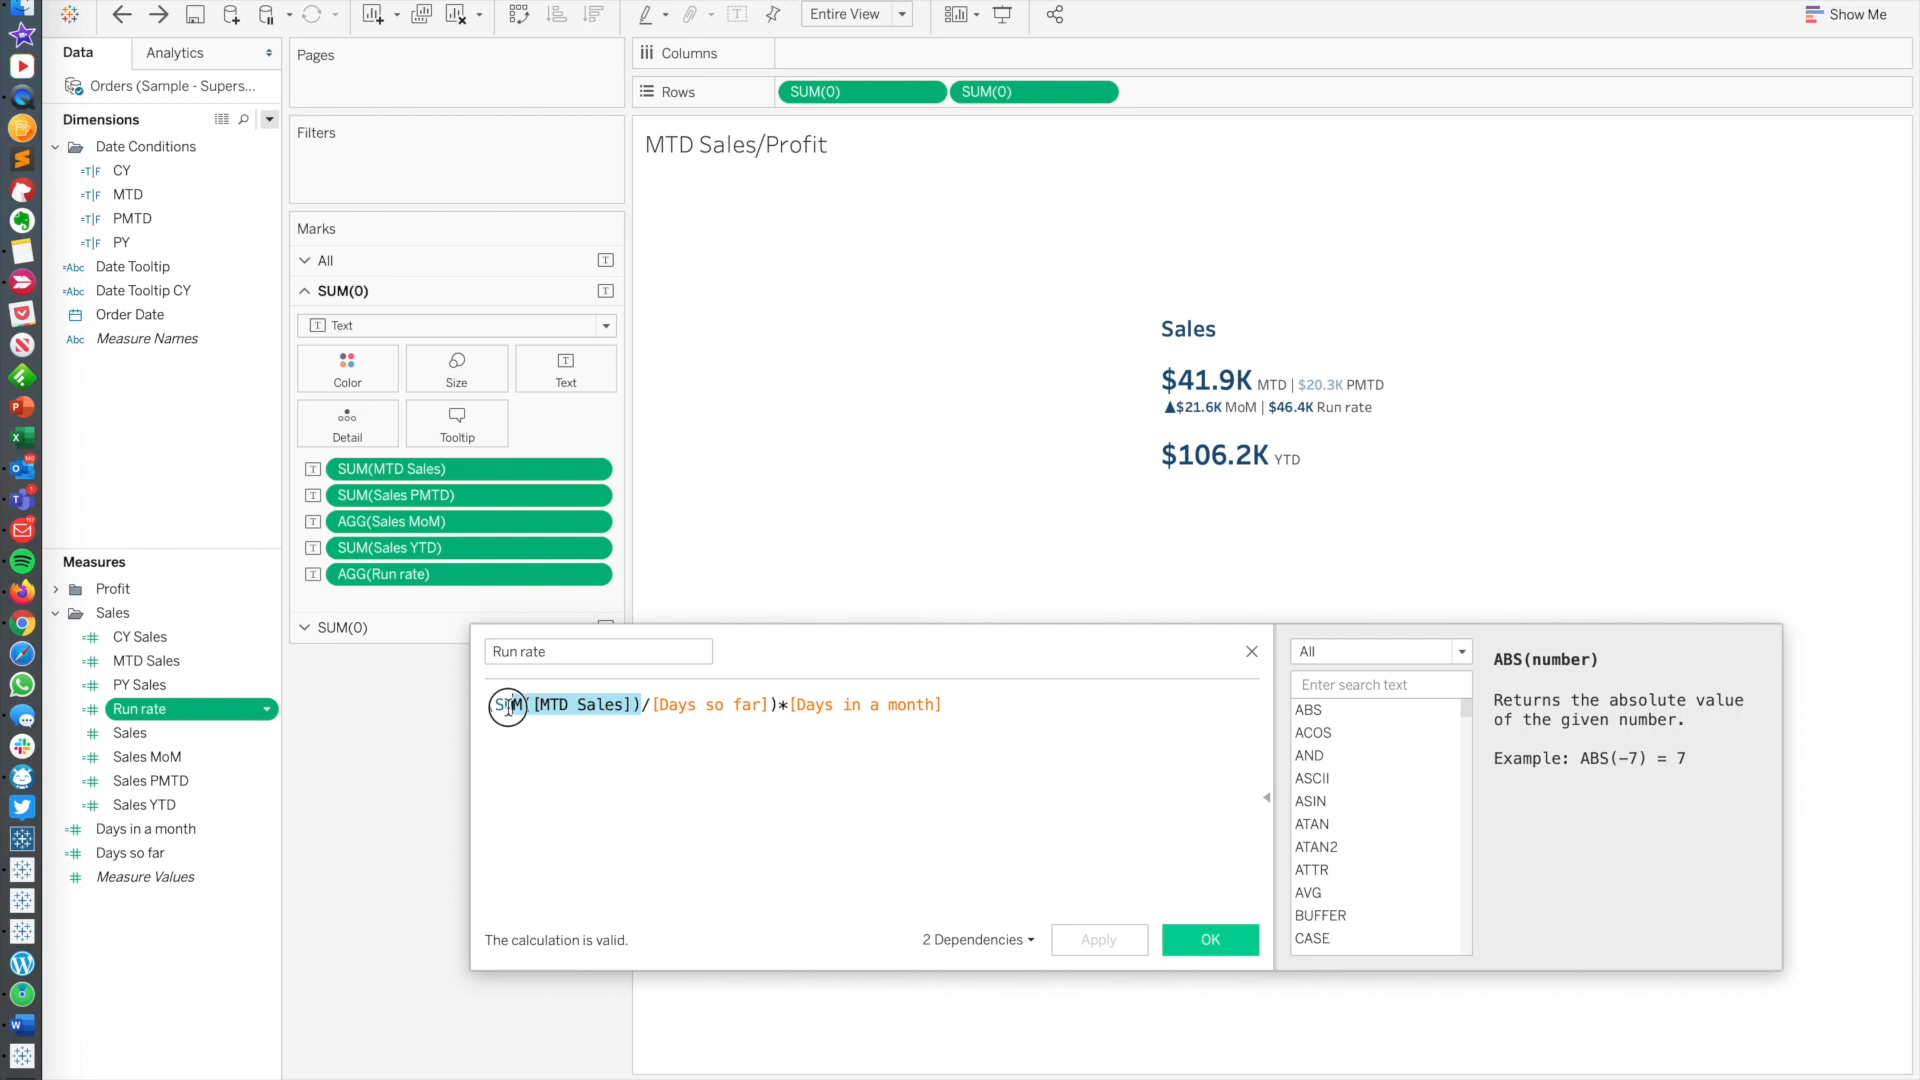 Entire View
Show Me
Data
Analytics
Orders (Sample - Supers...
Dimensions
Date Conditions
=T|F CY
=T|F MTD
=T|F PMTD
=T|F PY
=Abc Date Tooltip
=Abc Date Tooltip CY
Order Date
Abc Measure Names
Measures
Profit
Sales
=# CY Sales
=# MTD Sales
=# PY Sales
=# Run rate
# Sales
=# Sales MoM
=# Sales PMTD
=# Sales YTD
=# Days in a month
=# Days so far
# Measure Values
Pages
Filters
Marks
All
SUM(0)
Text
Color
Size
Text
Detail
Tooltip
SUM(MTD Sales)
SUM(Sales PMTD)
AGG(Sales MoM)
SUM(Sales YTD)
AGG(Run rate)
SUM(0)
Columns
Rows
SUM(0)
SUM(0)
MTD Sales/Profit
Sales
$41.9K MTD | $20.3K PMTD
▲$21.6K MoM | $46.4K Run rate
$106.2K YTD
Run rate
(SUM([MTD Sales])/[Days so far])*[Days in a month]
The calculation is valid.
2 Dependencies
Apply
OK
All
Enter search text
ABS
ACOS
AND
ASCII
ASIN
ATAN
ATAN2
ATTR
AVG
BUFFER
CASE
ABS(number)
Returns the absolute value
of the given number.
Example: ABS(-7) = 7